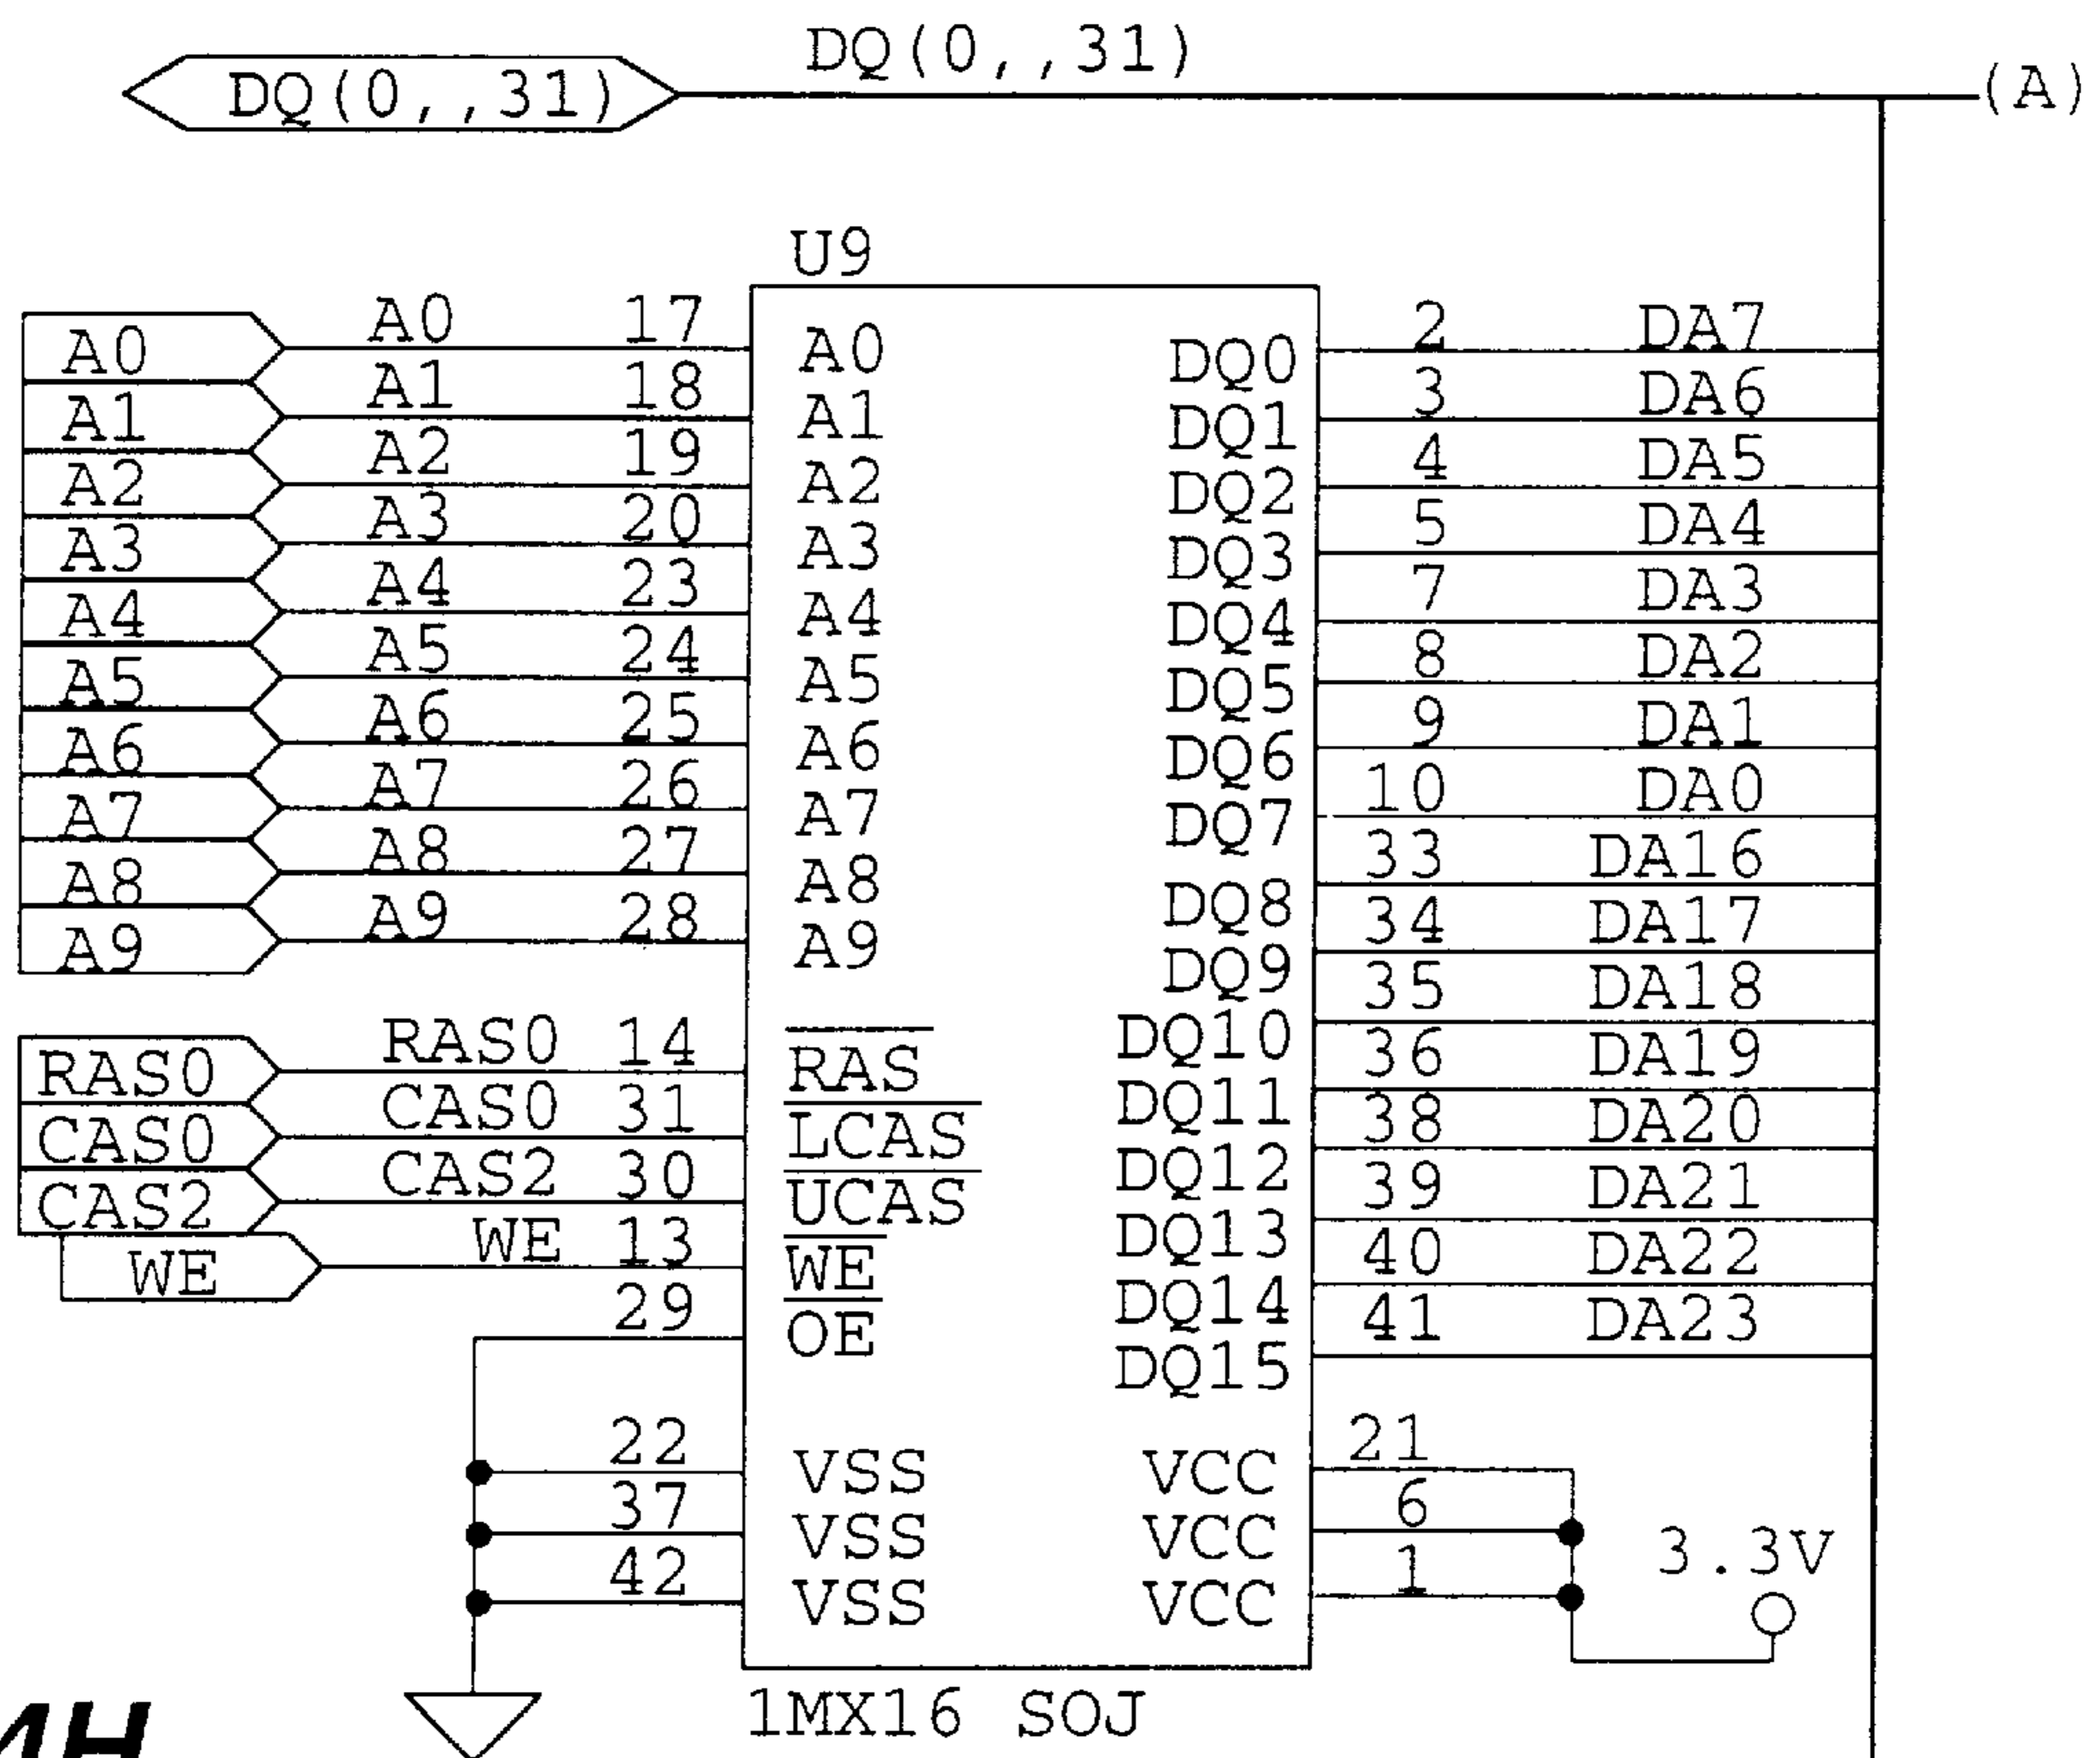 DQ(0,,31)
DQ(0,,31) (A)
U9
A0 A0 17 A0 DQ0 2 DA7
A1 A1 18 A1 DQ1 3 DA6
A2 A2 19 A2 DQ2 4 DA5
A3 A3 20 A3 DQ3 5 DA4
A4 A4 23 A4 DQ4 7 DA3
A5 A5 24 A5 DQ5 8 DA2
A6 A6 25 A6 DQ6 9 DA1
A7 A7 26 A7 DQ7 10 DA0
A8 A8 27 A8 DQ8 33 DA16
A9 A9 28 A9 DQ9 34 DA17
DQ10 35 DA18
RAS0 RAS0 14 RAS DQ11 36 DA19
CAS0 CAS0 31 LCAS DQ12 38 DA20
CAS2 CAS2 30 UCAS DQ13 39 DA21
WE WE 13 WE DQ14 40 DA22
29 OE DQ15 41 DA23
22 VSS VCC 21
37 VSS VCC 6
42 VSS VCC 1
3.3V
1MX16 SOJ
4H